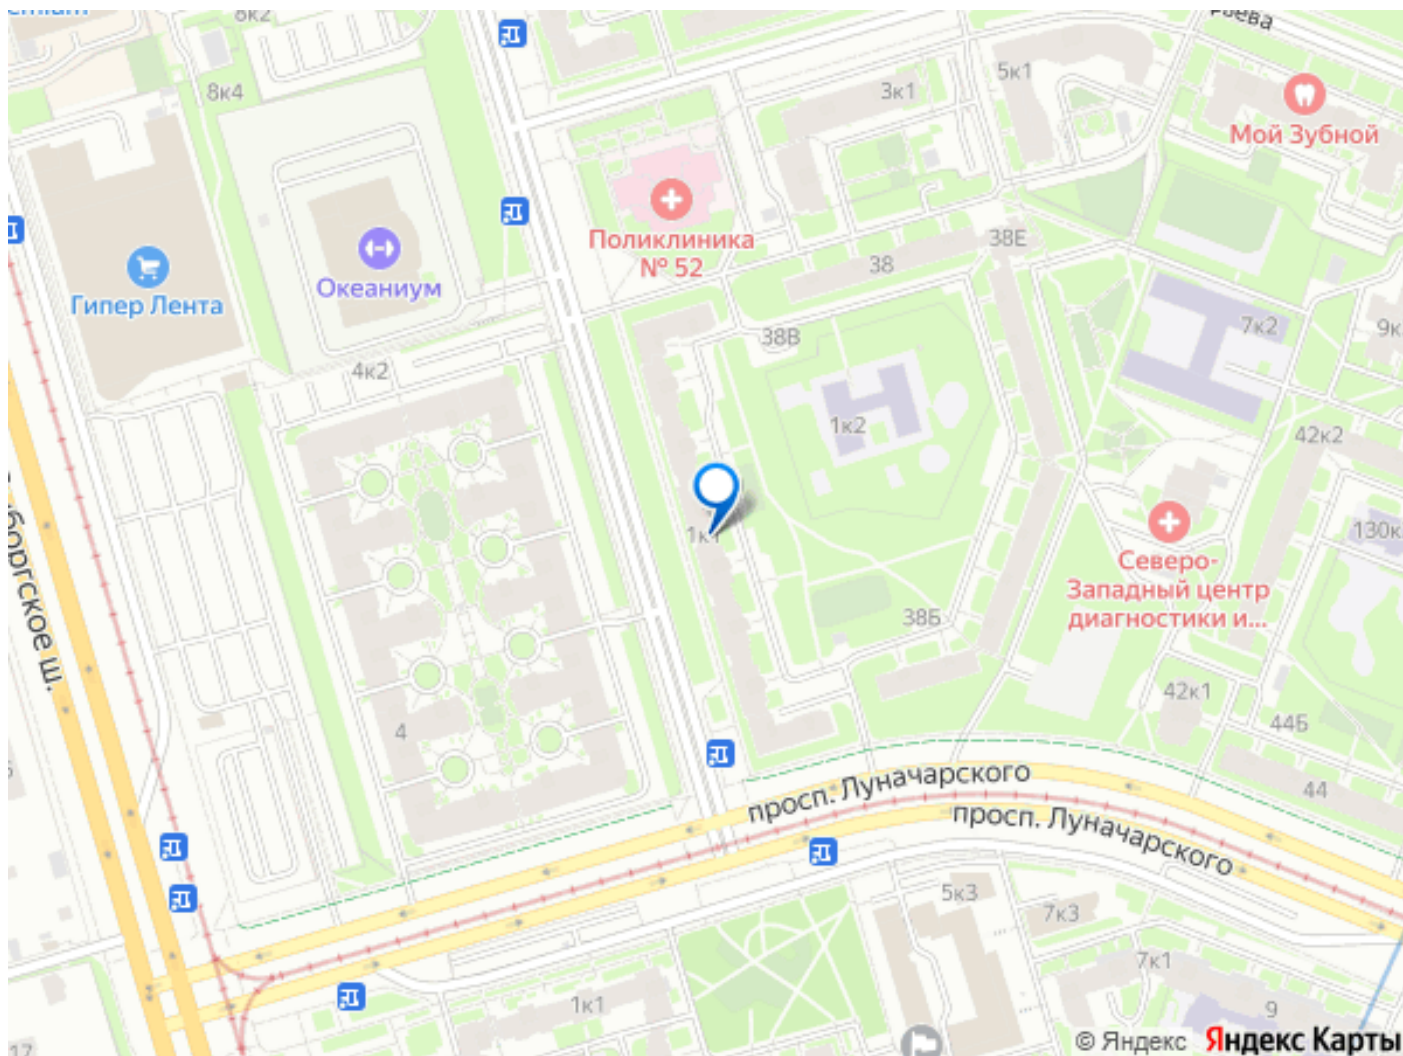 6к2
8к4
5к1
3к1
Мой Зубной
Поликлиника
№ 52
38Е
38
Океаниум
Гипер Лента
38В
7к2
4к2
1к2
42к2
1к1
Северо-
Западный центр
диагностики и...
38Б
42к1
44Б
4
44
просп. Луначарского
просп. Луначарского
5к3
7к3
7к1
1к1
9
17
© Яндекс Яндекс Карты